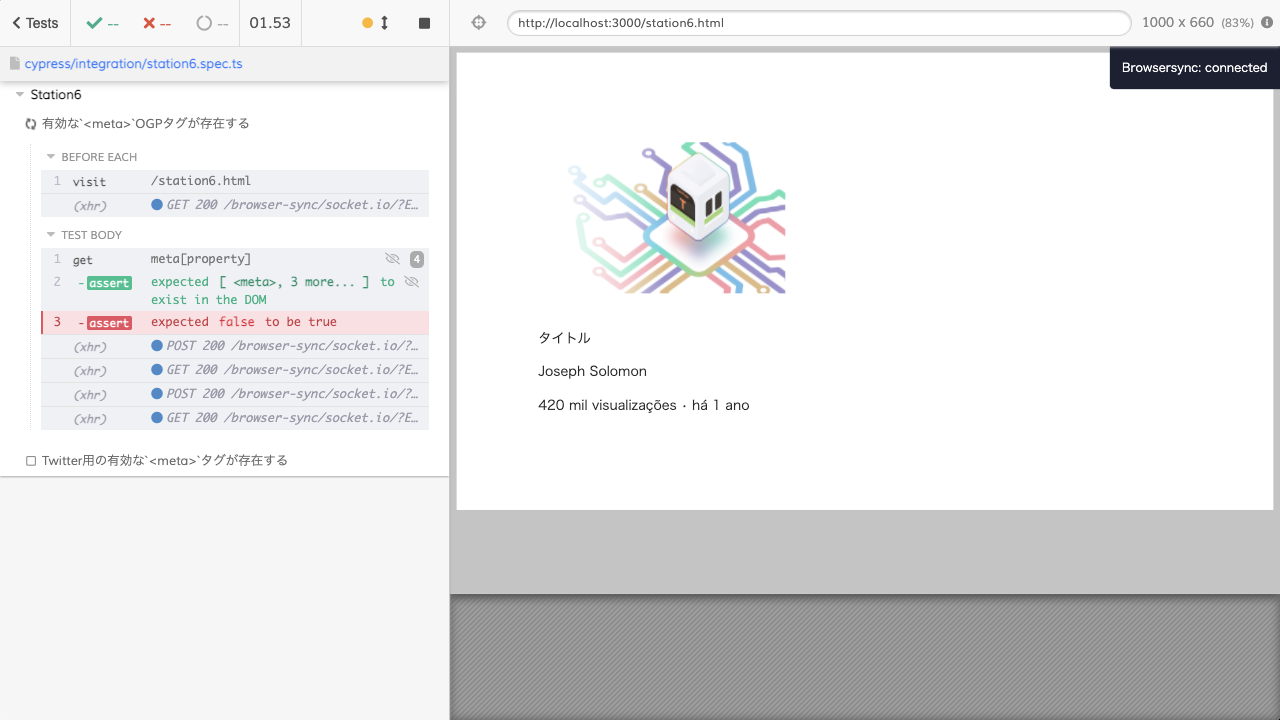 Tests
--
--
--
01.53
http://localhost:3000/station6.html
1000 x 660 (83%)
cypress/integration/station6.spec.ts
Browsersync: connected
Station6
有効な`<meta>`OGPタグが存在する
BEFORE EACH
1 visit /station6.html
(xhr) GET 200 /browser-sync/socket.io/?E…
TEST BODY
1 get meta[property] 4
2 -assert expected [ <meta>, 3 more... ] to
exist in the DOM
3 -assert expected false to be true
(xhr) POST 200 /browser-sync/socket.io/?…
(xhr) GET 200 /browser-sync/socket.io/?E…
(xhr) POST 200 /browser-sync/socket.io/?…
(xhr) GET 200 /browser-sync/socket.io/?E…
Twitter用の有効な`<meta>`タグが存在する
タイトル
Joseph Solomon
420 mil visualizações・há 1 ano